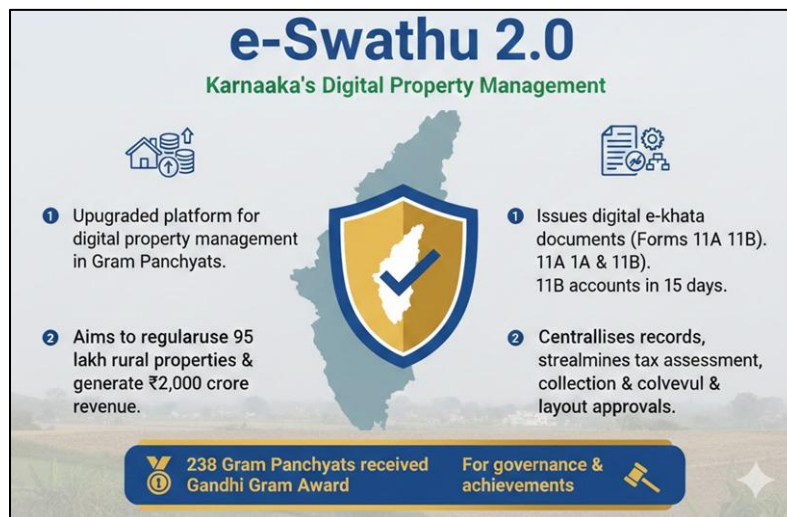 e-Swathu 2.0
Karnaaka's Digital Property Management
1 Upugraded platform for
digital property management
in Gram Panchyats.
2 Aims to regularuse 95
lakh rural properties &
generate ₹2,000 crore
revenue.
1 Issues digital e-khata
documents (Forms 11A 11B).
11A 1A & 11B).
11B accounts in 15 days.
2 Centrallises records,
strealmines tax assessment,
collection & colvevul &
layout approvals.
238 Gram Panchyats received
Gandhi Gram Award
For governance &
achievements